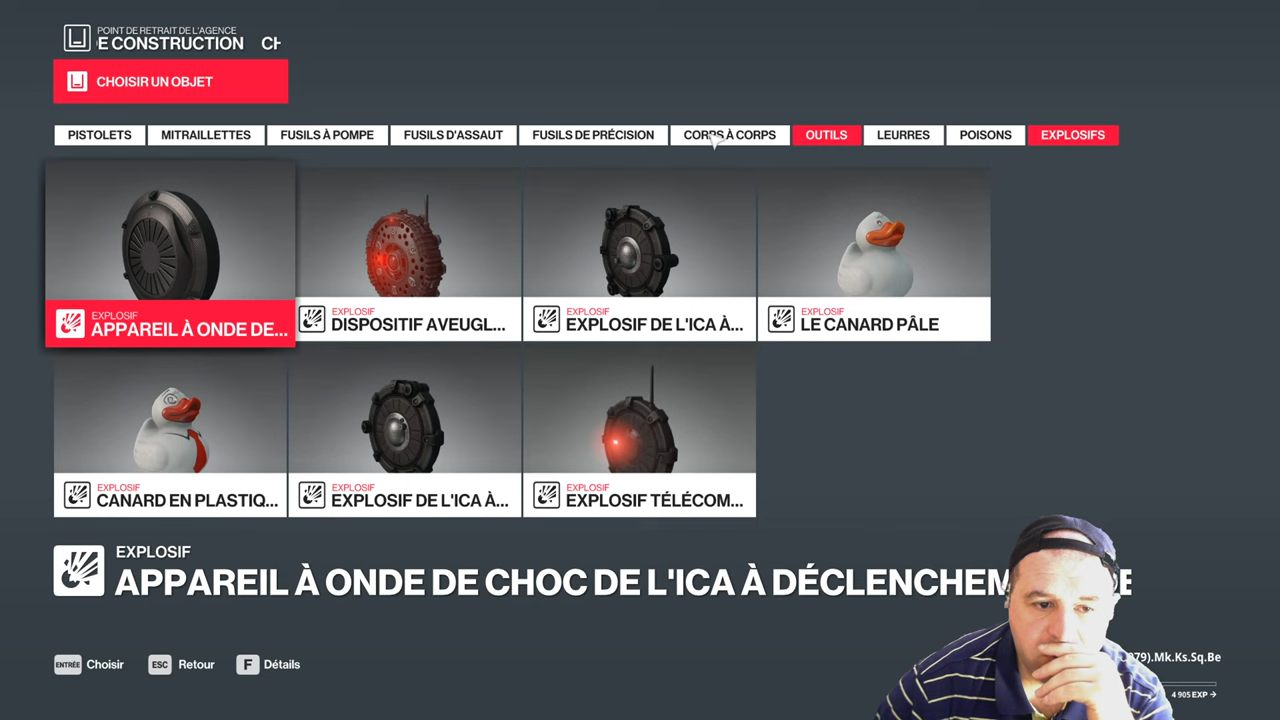 POINT DE RETRAIT DE L'AGENCE
E CONSTRUCTION CH
CHOISIR UN OBJET
PISTOLETS MITRAILLETTES FUSILS À POMPE FUSILS D'ASSAUT FUSILS DE PRÉCISION CORPS À CORPS OUTILS LEURRES POISONS EXPLOSIFS
EXPLOSIF
APPAREIL À ONDE DE...
EXPLOSIF
DISPOSITIF AVEUGL...
EXPLOSIF
EXPLOSIF DE L'ICA À...
EXPLOSIF
LE CANARD PÂLE
EXPLOSIF
CANARD EN PLASTIQ...
EXPLOSIF
EXPLOSIF DE L'ICA À...
EXPLOSIF
EXPLOSIF TÉLÉCOM...
EXPLOSIF
APPAREIL À ONDE DE CHOC DE L'ICA À DÉCLENCHEM
ENTRÉE Choisir ESC Retour F Détails
979).Mk.Ks.Sq.Be
4 905 EXP